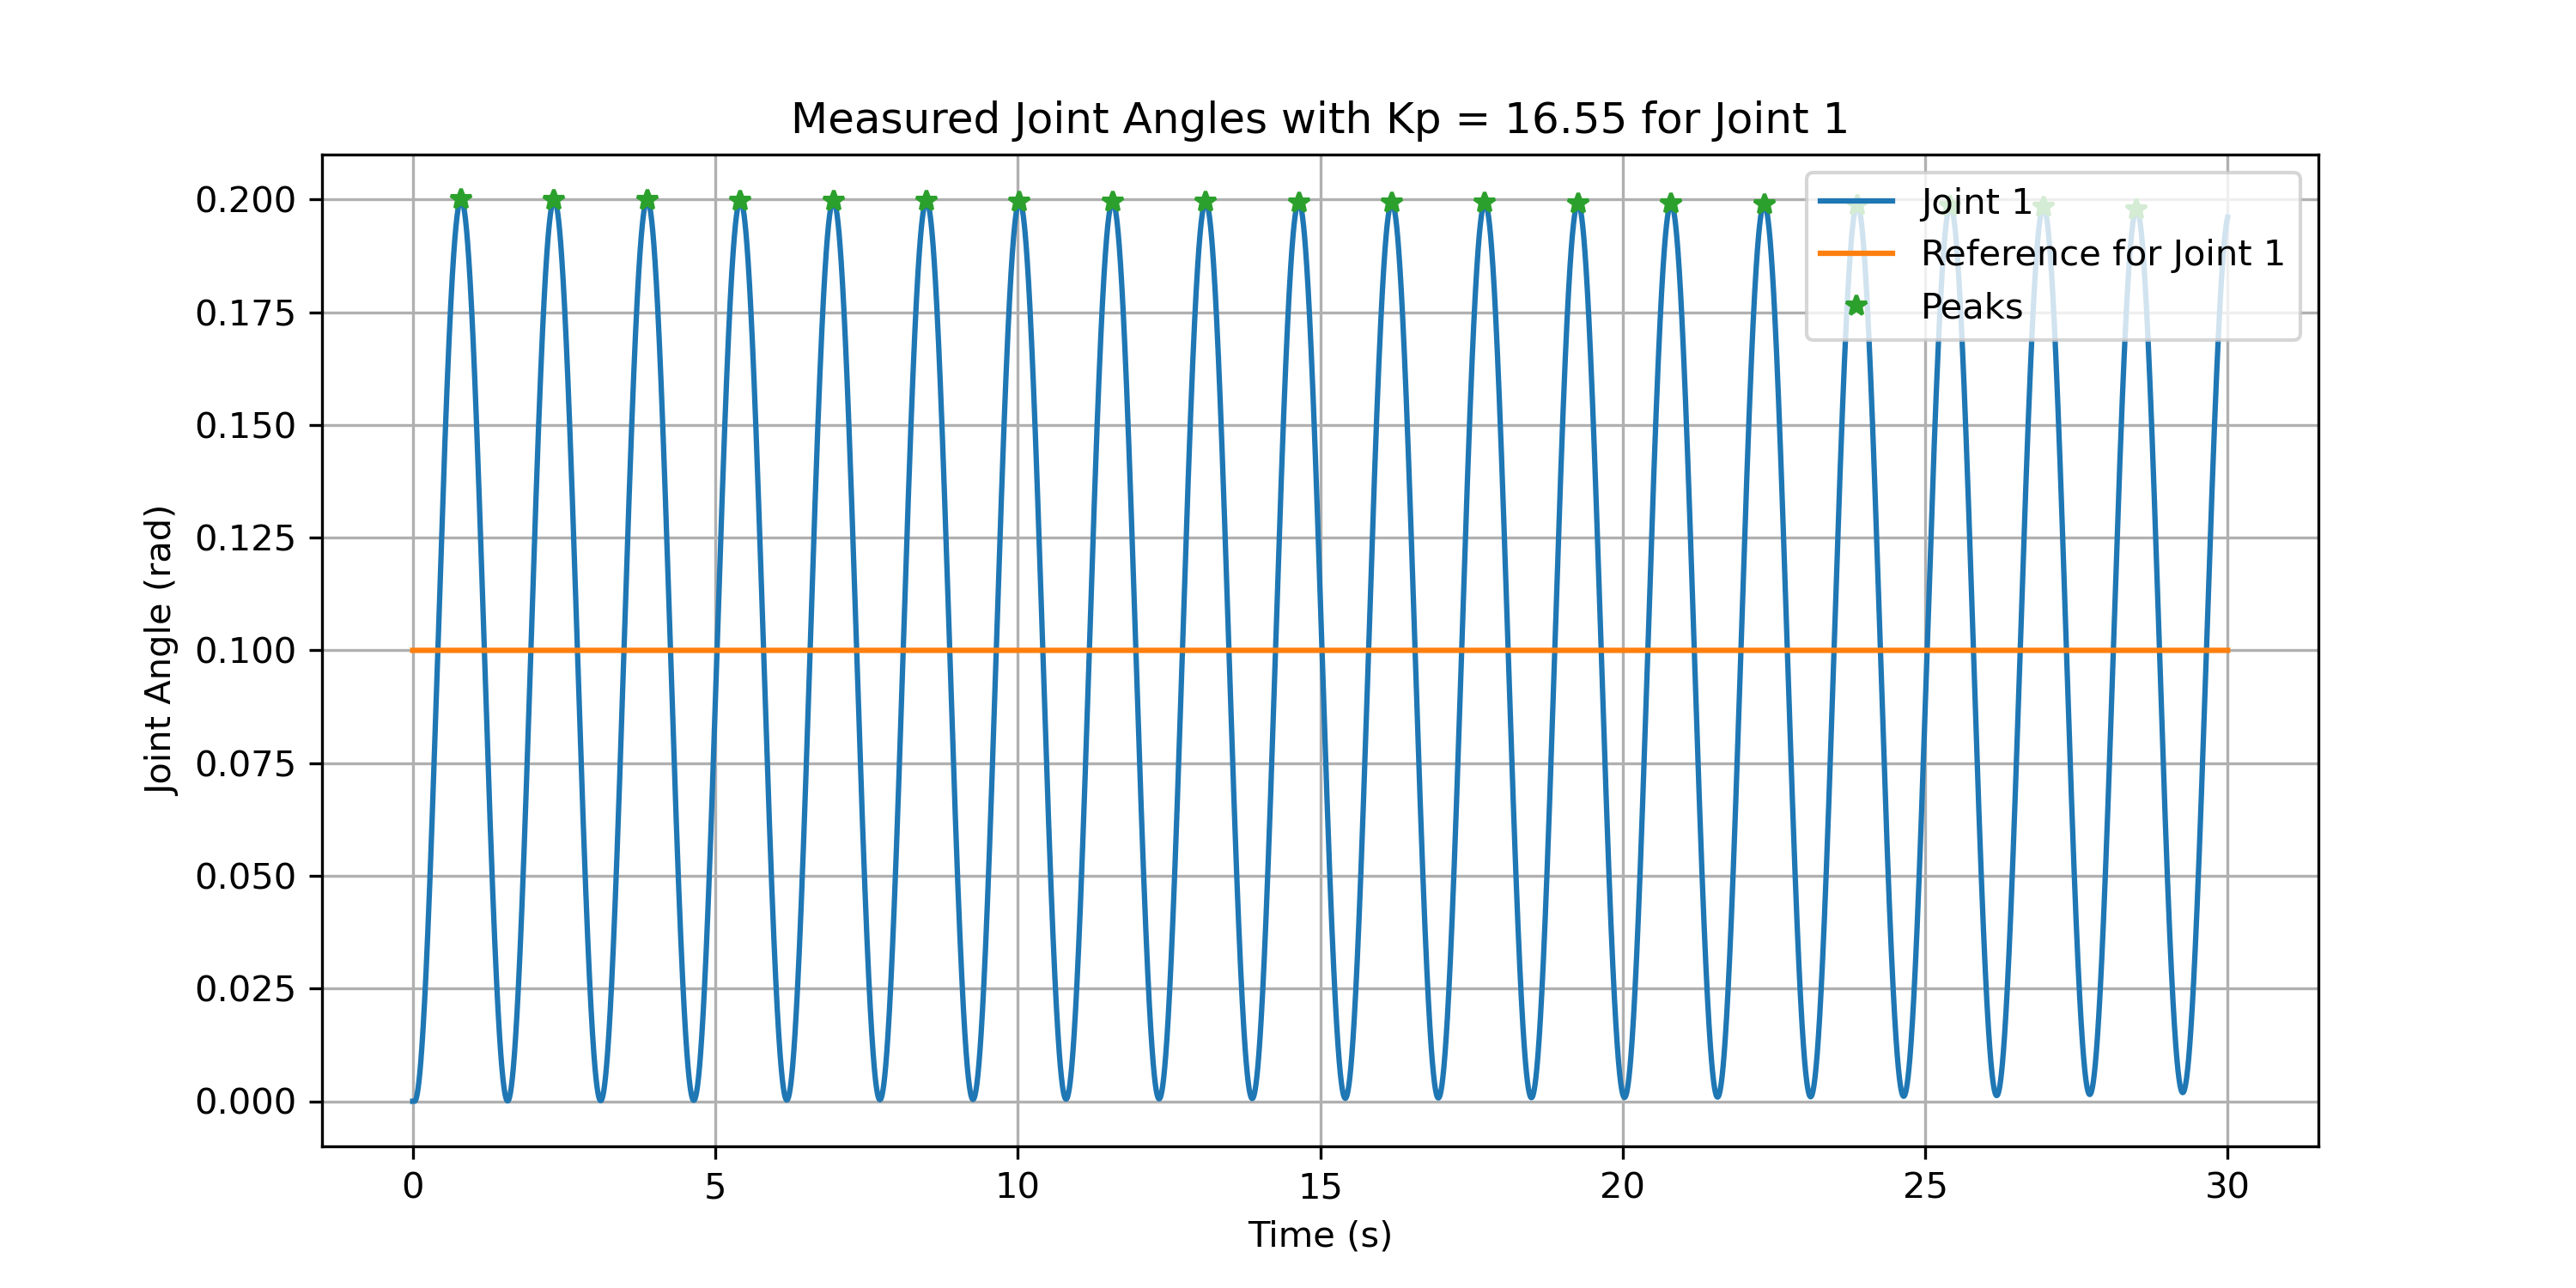 Measured Joint Angles with Kp = 16.55 for Joint 1
Joint 1
Reference for Joint 1
Peaks
Joint Angle (rad)
0.200
0.175
0.150
0.125
0.100
0.075
0.050
0.025
0.000
0 5 10 15 20 25 30
Time (s)